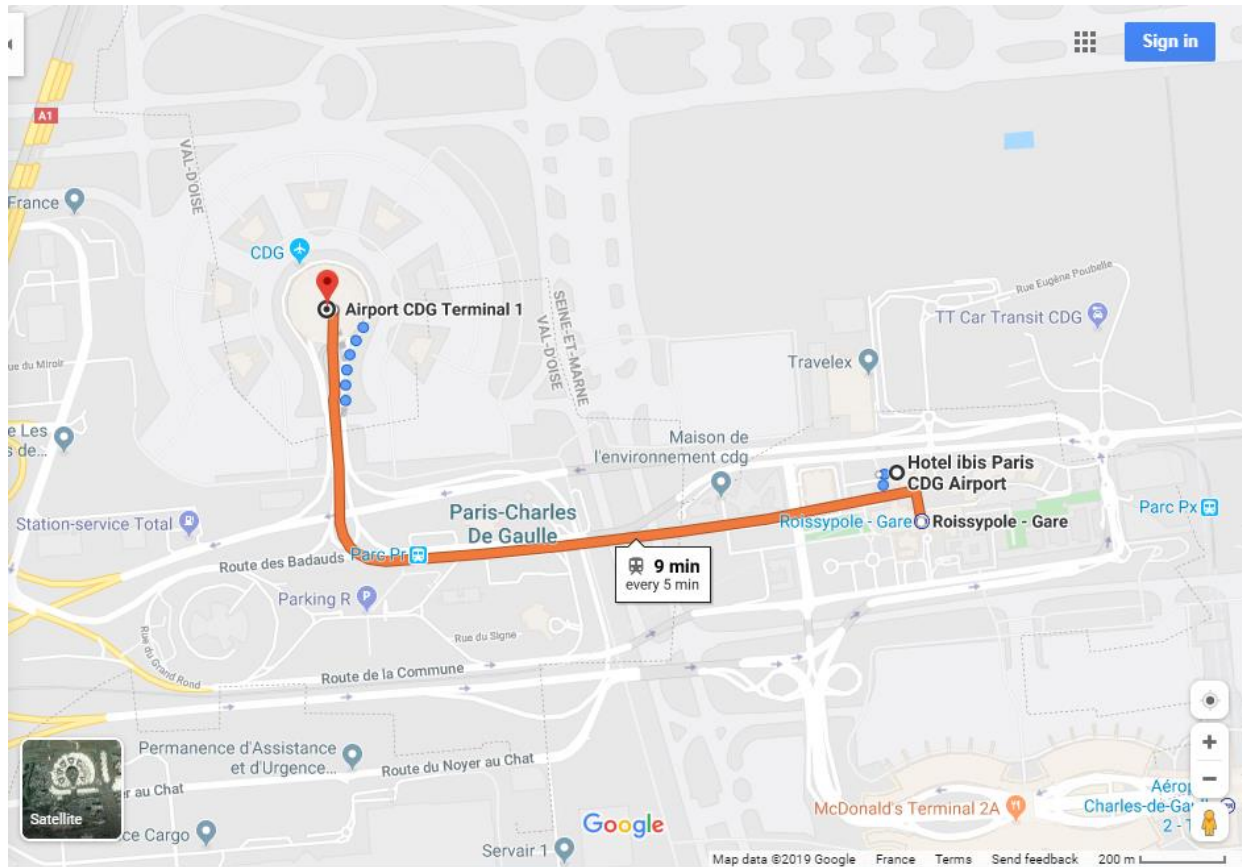 Sign in
A1
VAL-D'OISE
France
CDG
Airport CDG Terminal 1
SEINE-ET-MARNE
VAL-D'OISE
Rue Eugène Poubelle
TT Car Transit CDG
Travelex
ue du Miroir
e Les
s de...
Maison de
l'environnement cdg
Hotel ibis Paris
CDG Airport
Station-service Total
Paris-Charles
De Gaulle
Roissypole - Gare
Roissypole - Gare
Parc Px
Route des Badauds
Parc Pr
9 min
every 5 min
Parking R
P
Rue du Signe
Rue du Grand Rond
Route de la Commune
Permanence d'Assistance
et d'Urgence...
Route du Noyer au Chat
er au Chat
Satellite
McDonald's Terminal 2A
Aérop
Charles-de-Gau
2 - T
Google
ce Cargo
Servair 1
Map data ©2019 Google France Terms Send feedback 200 m